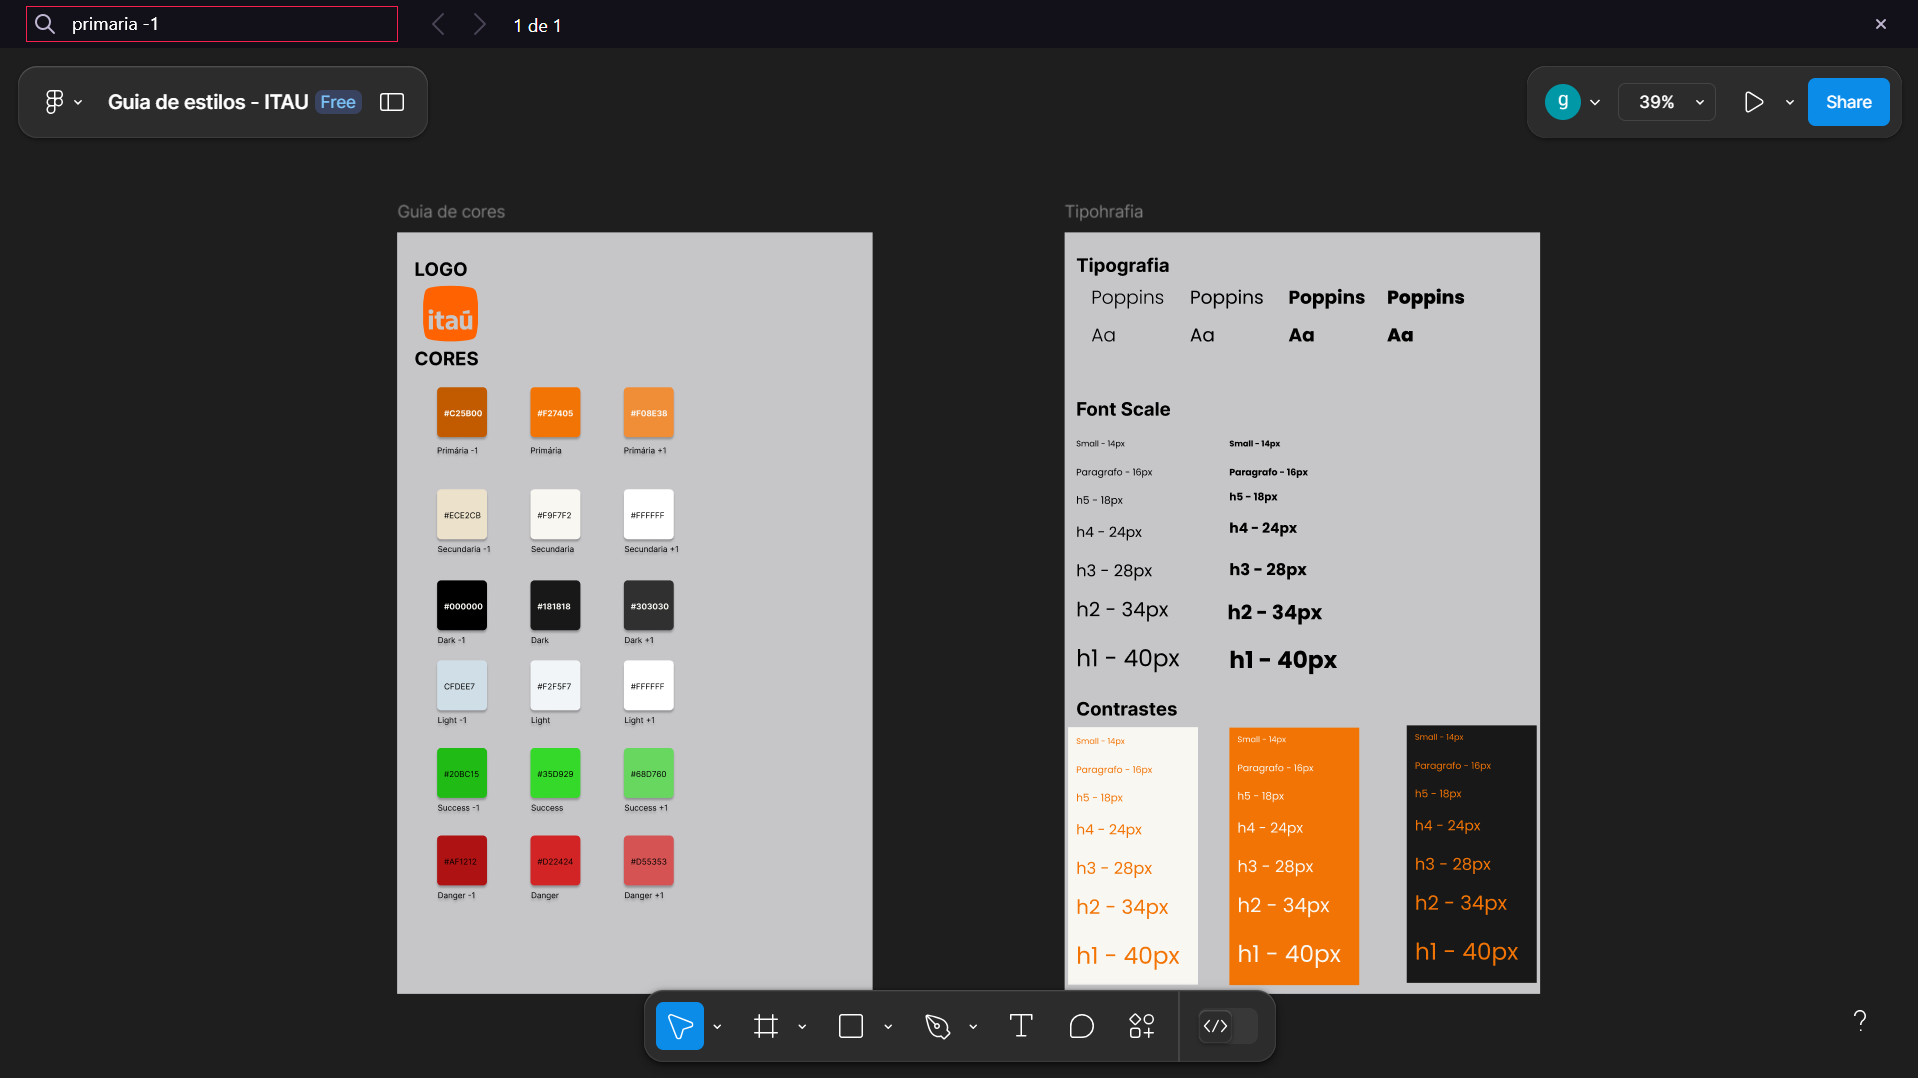 primaria -1
1 de 1
Guia de estilos - ITAU Free
g
39%
Share
Guia de cores
LOGO
itaú
CORES
#C25B00 #F27405 #F08E38
Primária -1 Primária Primária +1
#ECE2CB #F9F7F2 #FFFFFF
Secundaria -1 Secundaria Secundaria +1
#000000 #181818 #303030
Dark -1 Dark Dark +1
CFDEE7 #F2F5F7 #FFFFFF
Light -1 Light Light +1
#20BC15 #35D929 #68D760
Success -1 Success Success +1
#AF1212 #D22424 #D55353
Danger -1 Danger Danger +1
Tipohrafia
Tipografia
Poppins Poppins Poppins Poppins
Aa Aa Aa Aa
Font Scale
Small - 14px Small - 14px
Paragrafo - 16px Paragrafo - 16px
h5 - 18px h5 - 18px
h4 - 24px h4 - 24px
h3 - 28px h3 - 28px
h2 - 34px h2 - 34px
h1 - 40px h1 - 40px
Contrastes
Small - 14px Small - 14px Small - 14px
Paragrafo - 16px Paragrafo - 16px Paragrafo - 16px
h5 - 18px h5 - 18px h5 - 18px
h4 - 24px h4 - 24px h4 - 24px
h3 - 28px h3 - 28px h3 - 28px
h2 - 34px h2 - 34px h2 - 34px
h1 - 40px h1 - 40px h1 - 40px
?